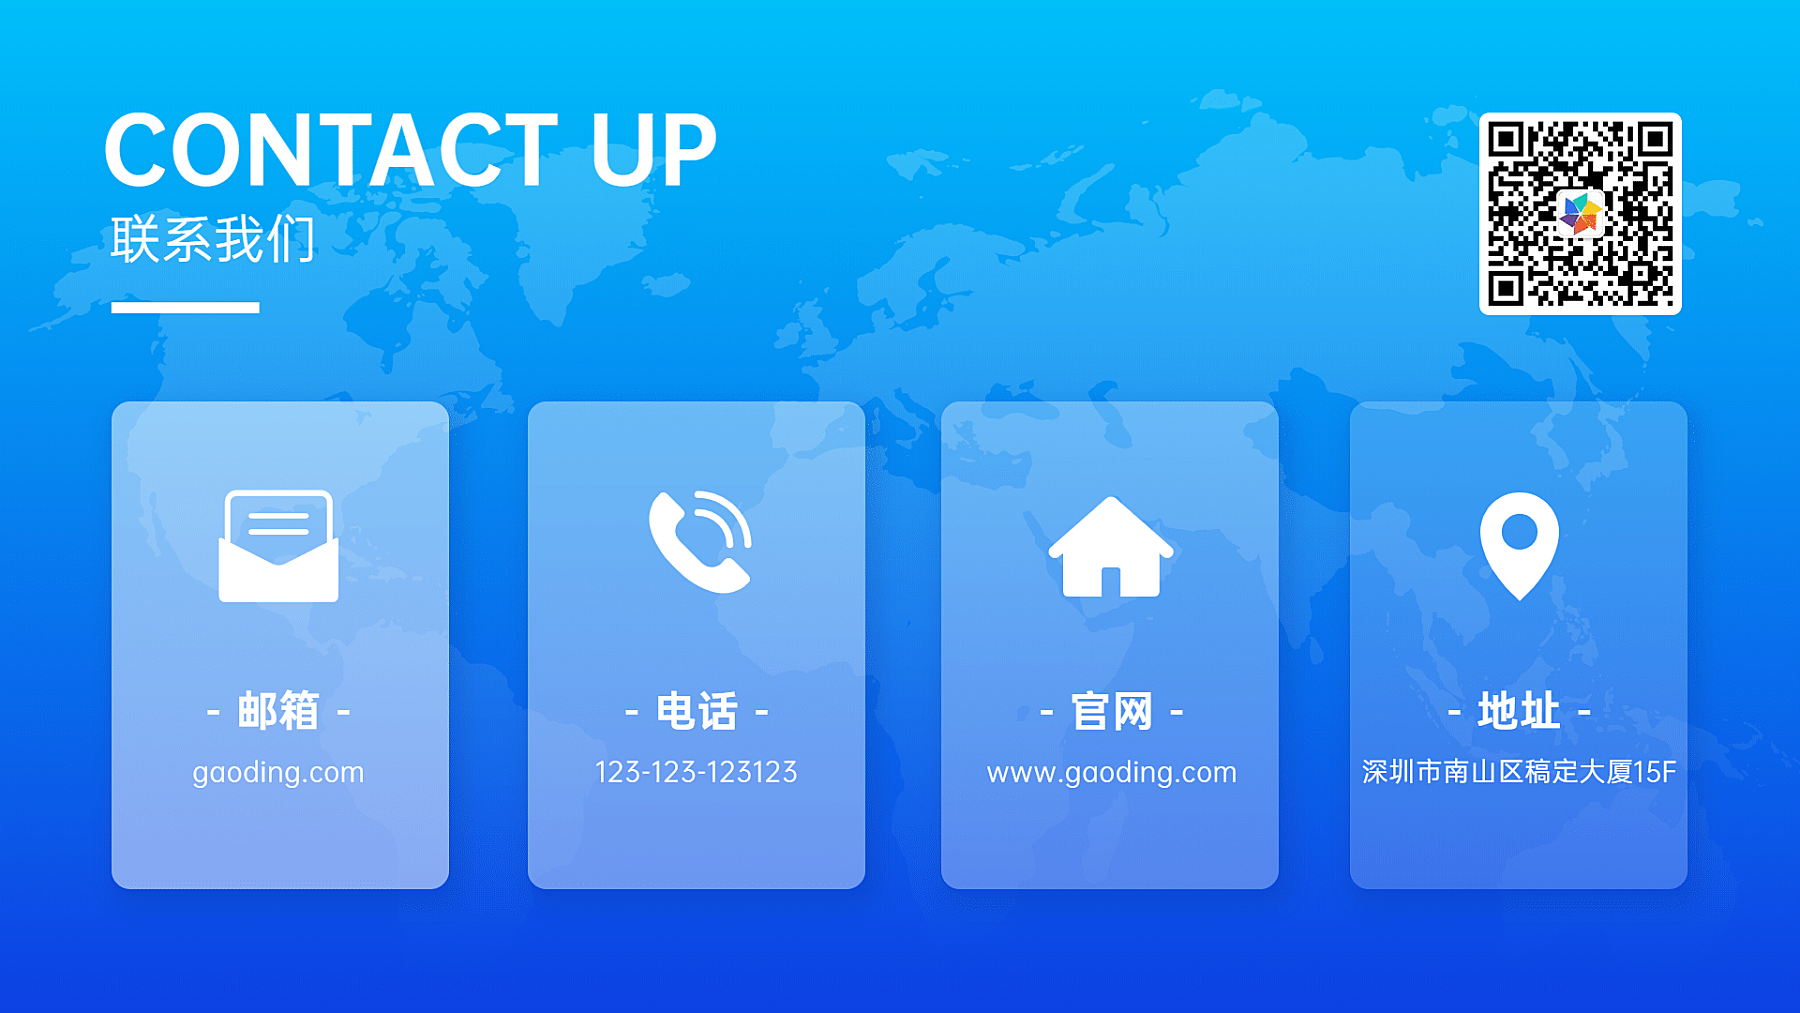 CONTACT UP
联系我们
- 邮箱 -
gaoding.com
- 电话 -
123-123-123123
- 官网 -
www.gaoding.com
- 地址 -
深圳市南山区稿定大厦15F